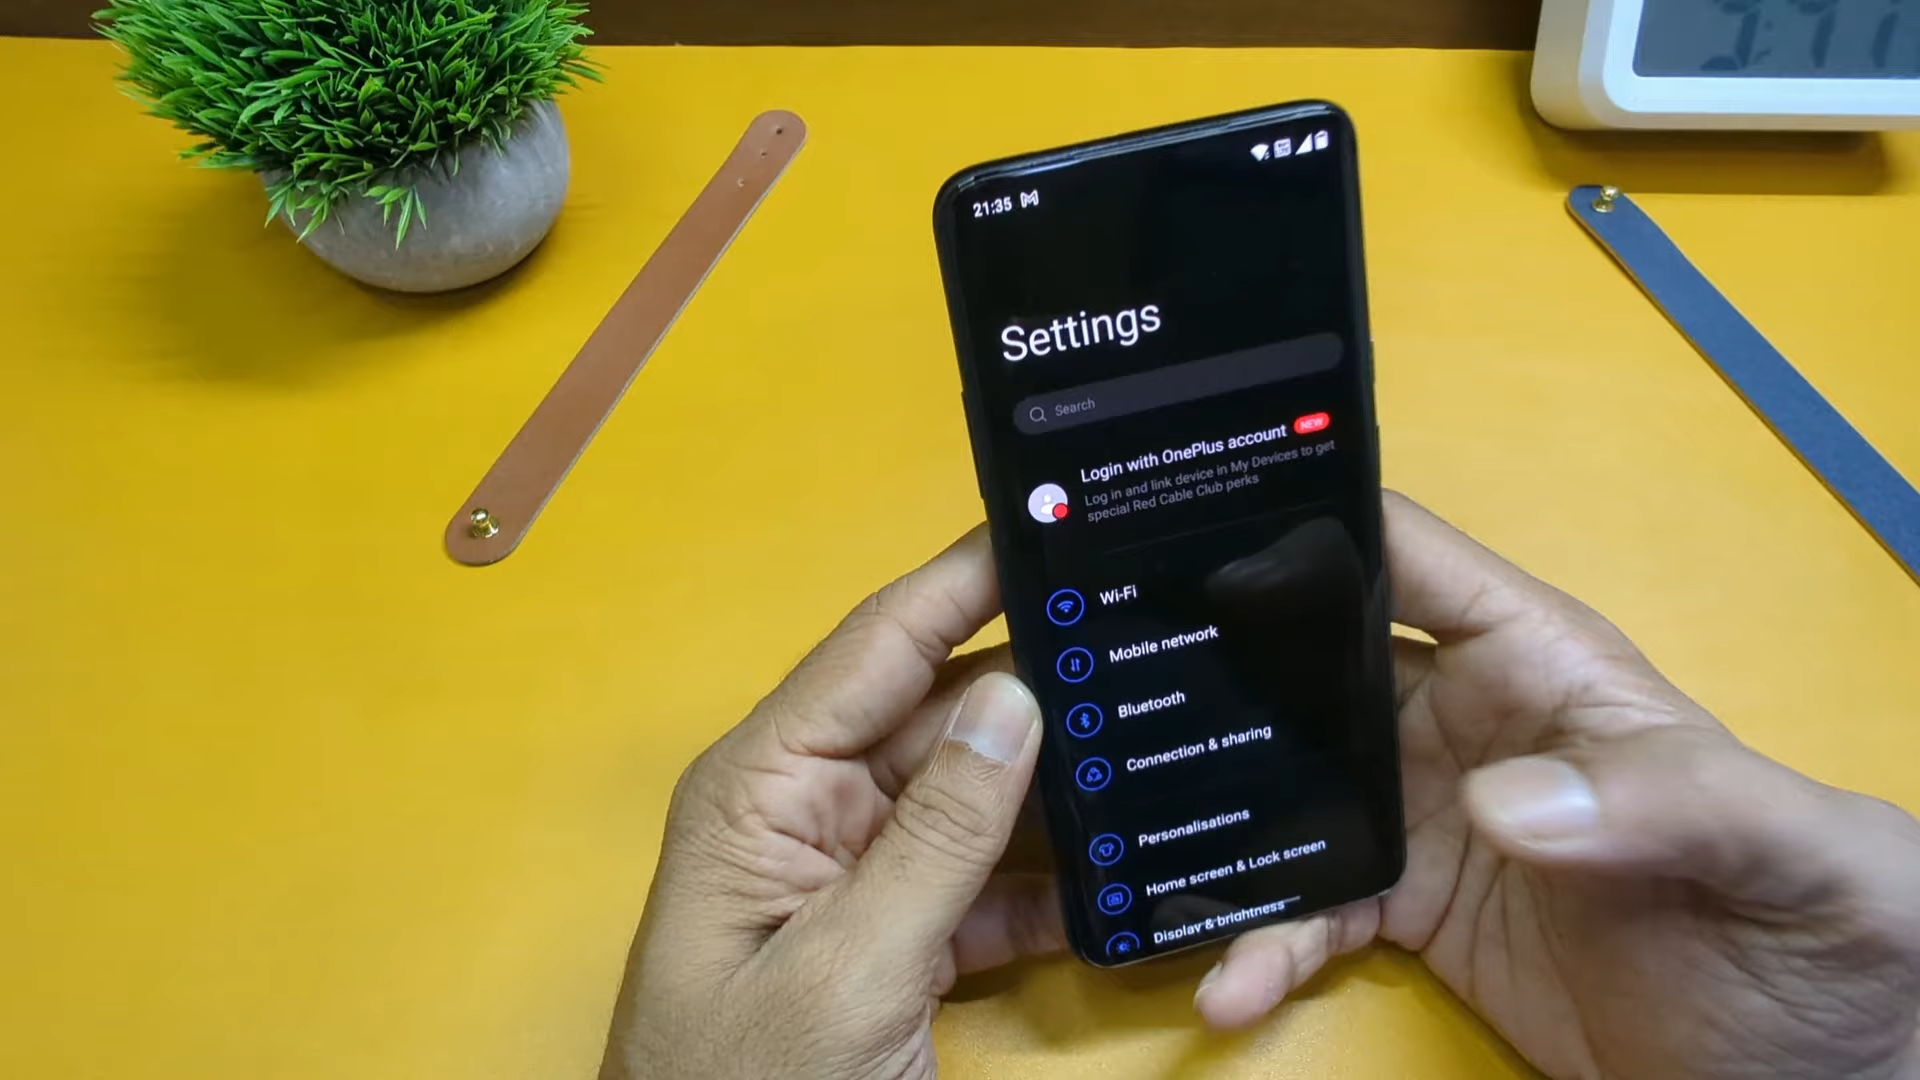 21:35
Settings
Search
Login with OnePlus account NEW
Log in and link device in My Devices to get
special Red Cable Club perks
Wi-Fi
Mobile network
Bluetooth
Connection & sharing
Personalisations
Home screen & Lock screen
Display & brightness